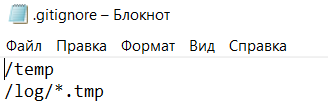 .gitignore – Блокнот
Файл Правка Формат Вид Справка
/temp
/log/*.tmp